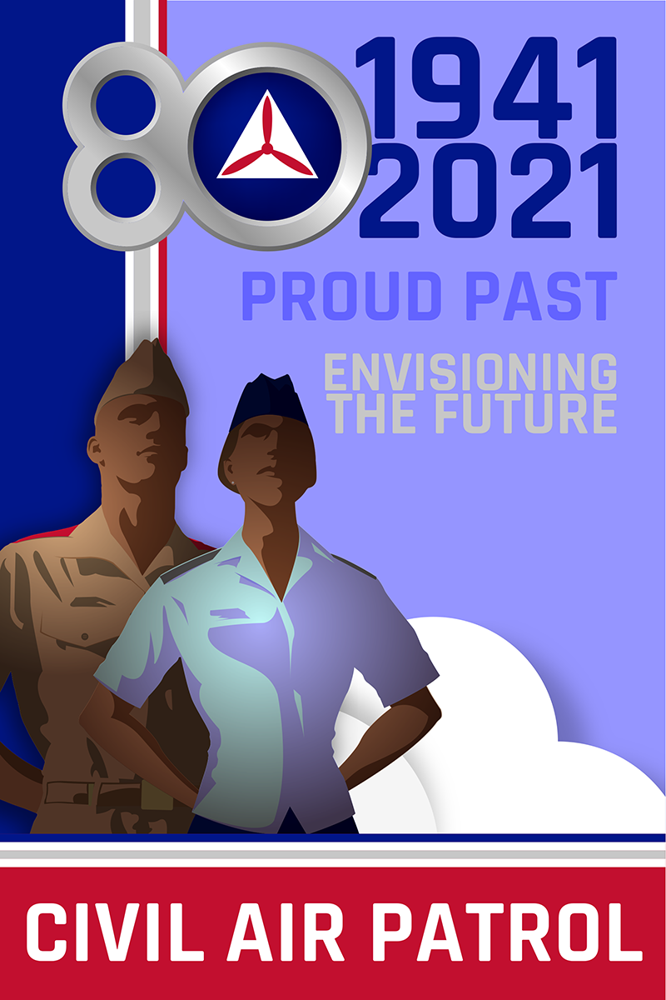 80
1941
2021
PROUD PAST
ENVISIONING
THE FUTURE
CIVIL AIR PATROL